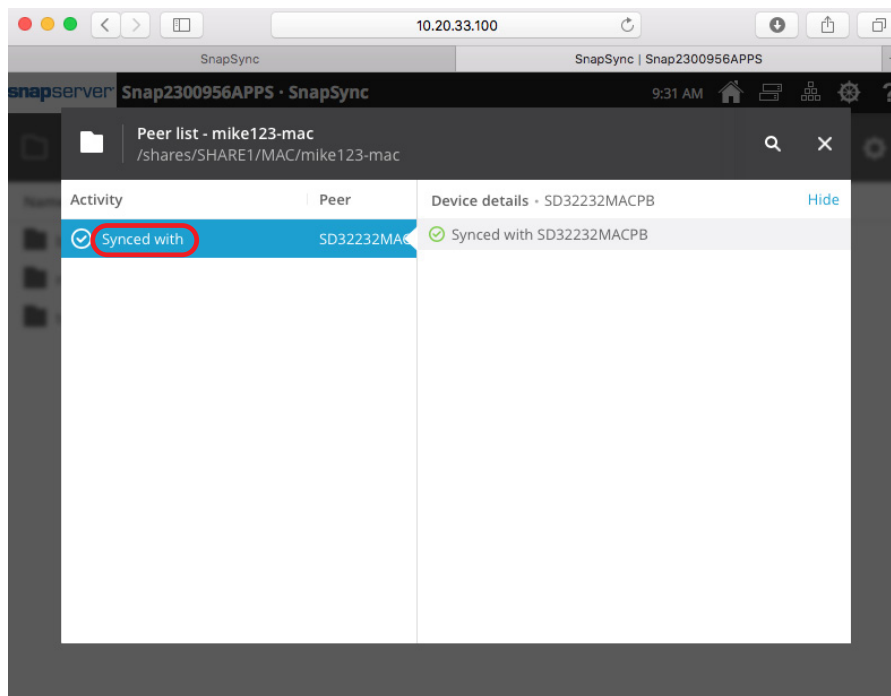 10.20.33.100
SnapSync
SnapSync | Snap2300956APPS
snapserver Snap2300956APPS · SnapSync
9:31 AM
?
Peer list - mike123-mac
/shares/SHARE1/MAC/mike123-mac
Activity
Peer
Device details • SD32232MACPB
Hide
Synced with
SD32232MAC
Synced with SD32232MACPB